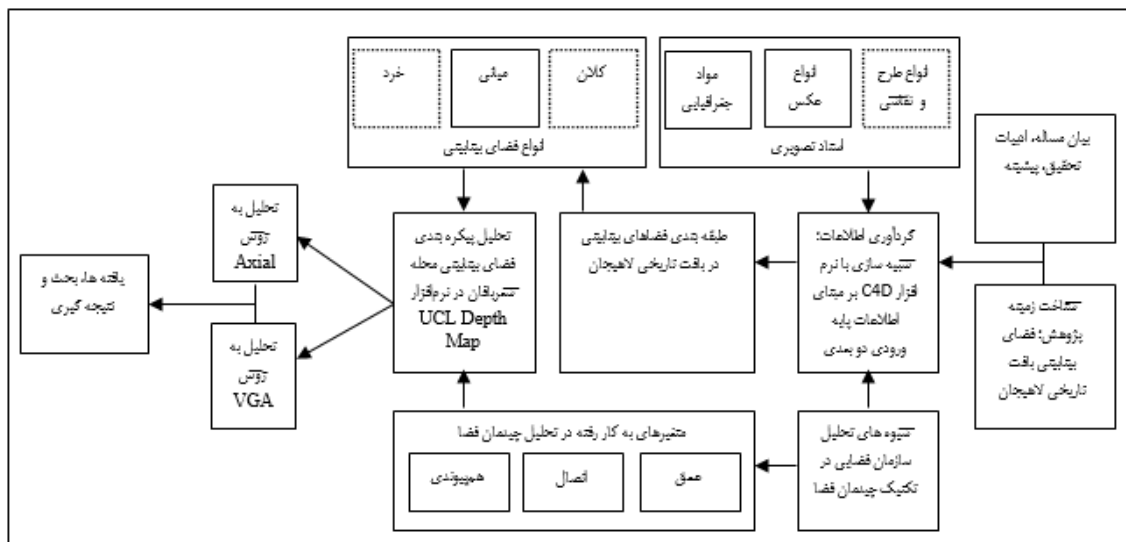 بیان مساله، ادبیات
تحقیق، پیشینه
شناخت زمینه
پژوهش؛ فضای
بینابینی بافت
تاریخی لاهیجان
انواع طرح
و نقاشی
انواع
عکس
مواد
جغرافیایی
اسناد تصویری
گردآوری اطلاعات؛
شبیه سازی با نرم
افزار C4D بر مبنای
اطلاعات پایه
ورودی دو بعدی
شیوه های تحلیل
سازمان فضایی در
تکنیک چیدمان فضا
طبقه بندی فضاهای بینابینی
در بافت تاریخی لاهیجان
کلان
میانی
خرد
انواع فضای بینابینی
متغیرهای به کار رفته در تحلیل چیدمان فضا
عمق
اتصال
هم‌پیوندی
تحلیل پیکره بندی
فضای بینابینی محله
شعربافان در نرم‌افزار
UCL Depth
Map
تحلیل به
روش
Axial
تحلیل به
روش
VGA
یافته ها، بحث و
نتیجه گیری